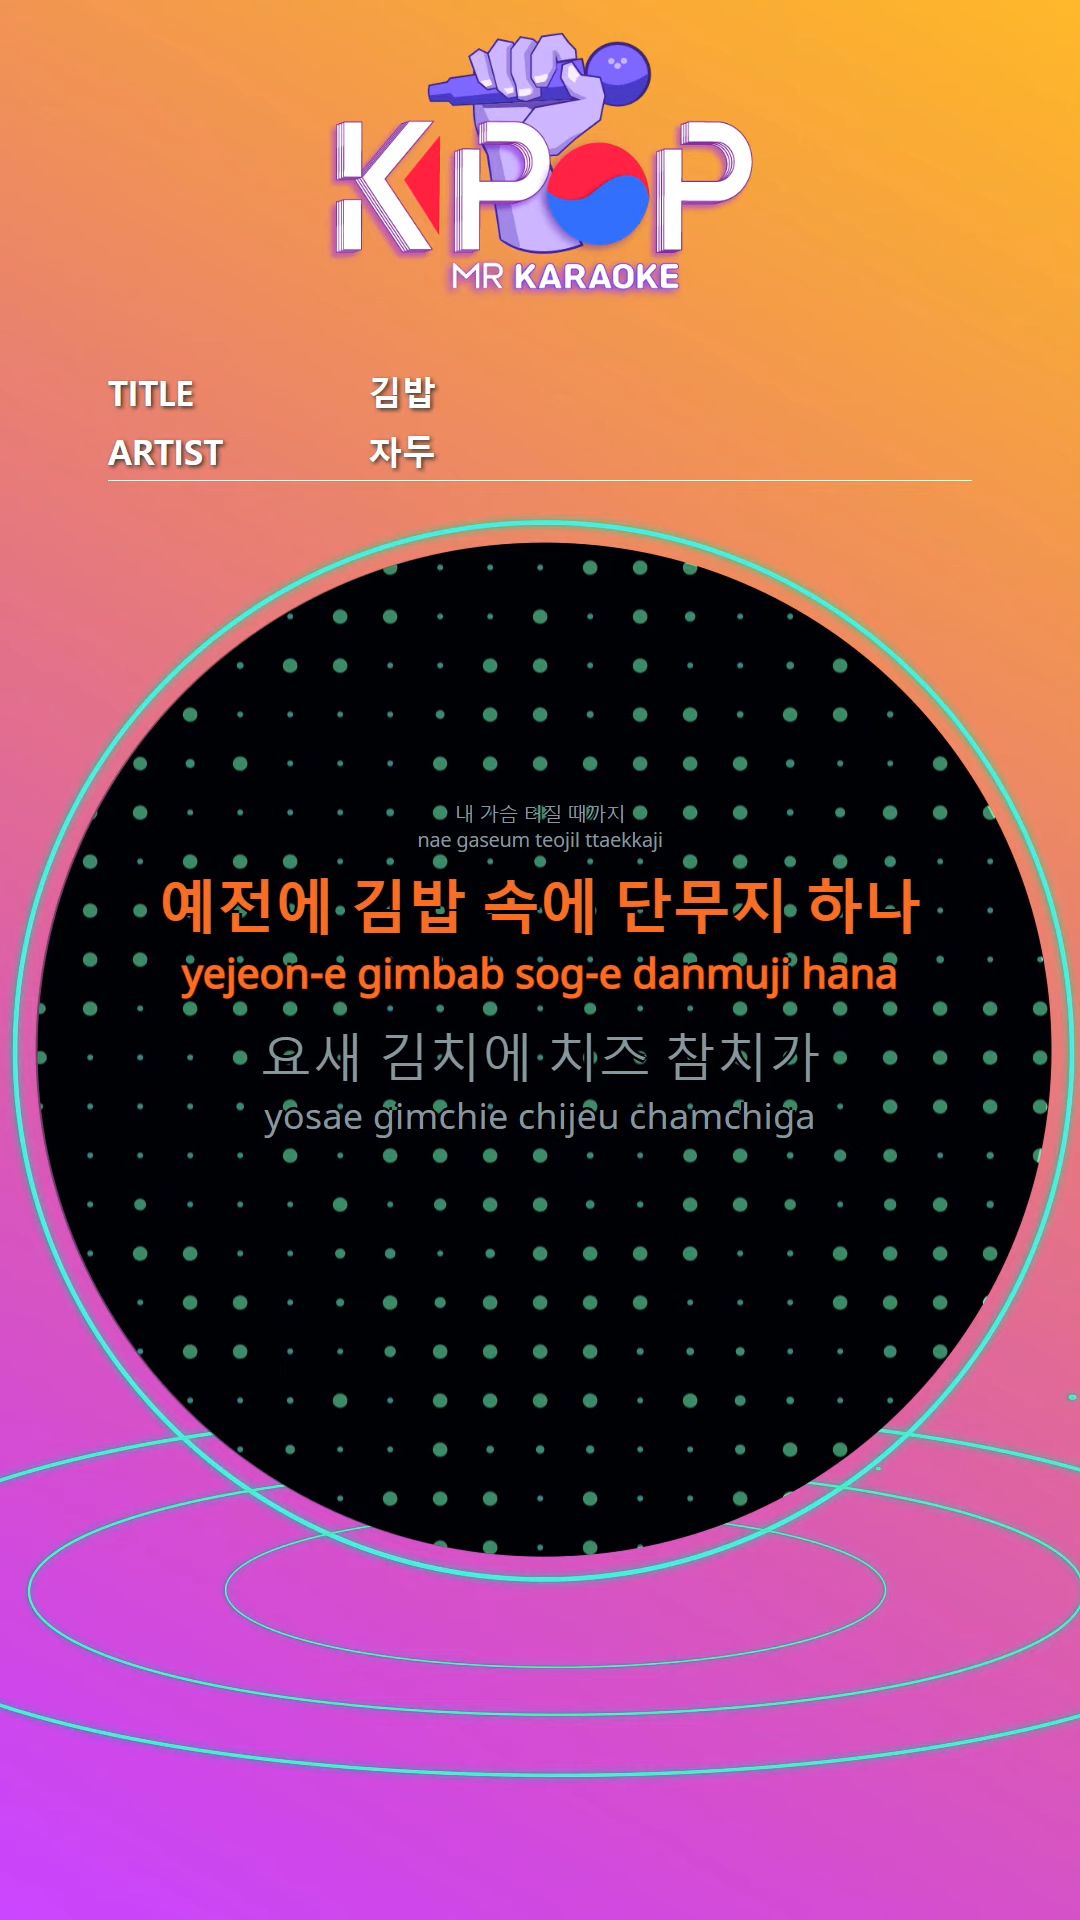 KPOP
MR KARAOKE
TITLE 김밥
ARTIST 자두
내 가슴 터질 때까지
nae gaseum teojil ttaekkaji
예전에 김밥 속에 단무지 하나
yejeon-e gimbab sog-e danmuji hana
요새 김치에 치즈 참치가
yosae gimchie chijeu chamchiga